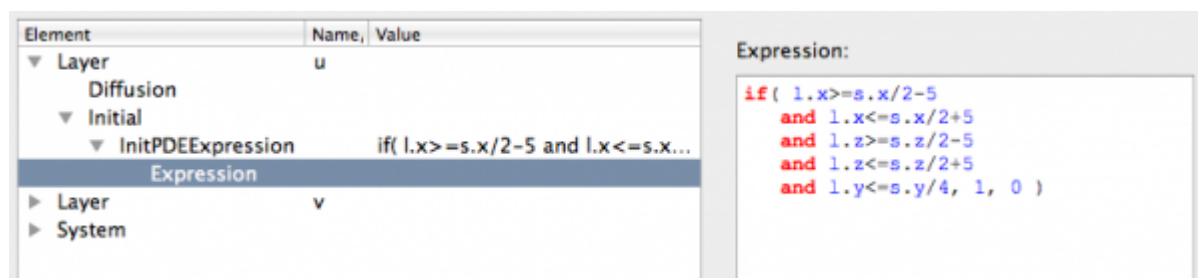 Element Name, Value
Layer u
Diffusion
Initial
InitPDEExpression if( l.x>=s.x/2-5 and l.x<=s.x...
Expression
Layer v
System
Expression:
if( l.x>=s.x/2-5
and l.x<=s.x/2+5
and l.z>=s.z/2-5
and l.z<=s.z/2+5
and l.y<=s.y/4, 1, 0 )